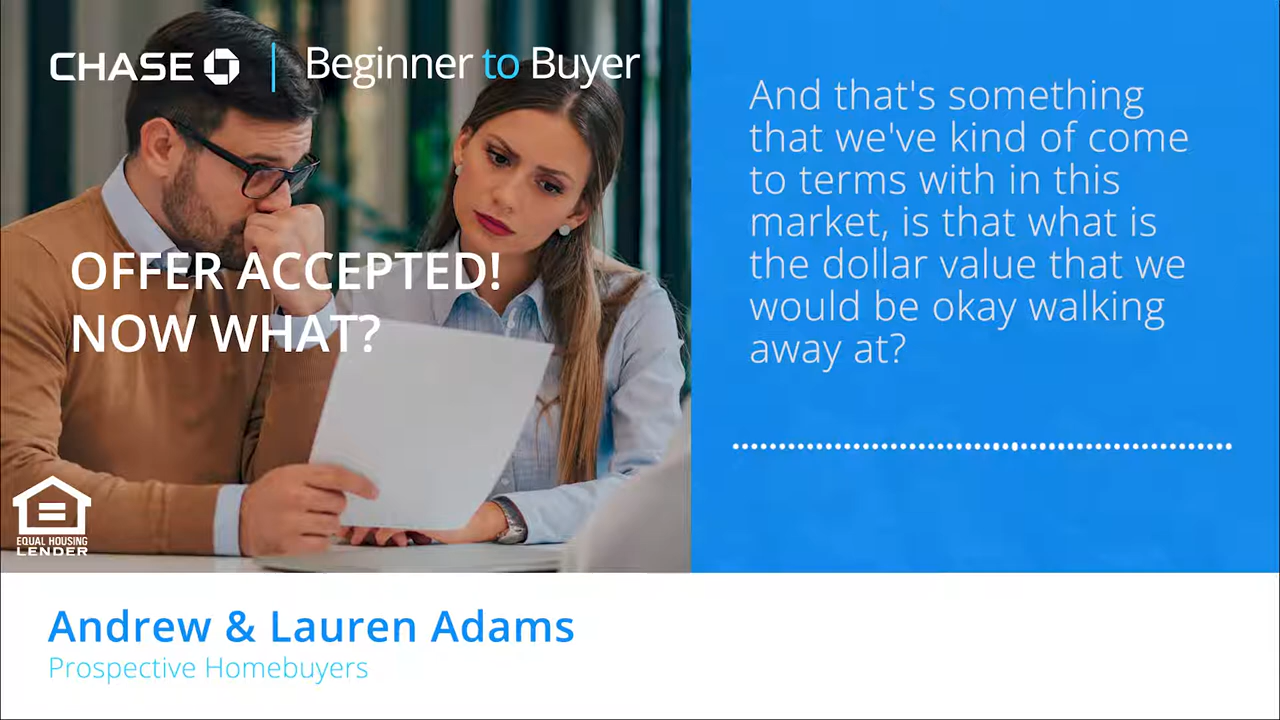 CHASE | Beginner to Buyer
OFFER ACCEPTED!
NOW WHAT?
EQUAL HOUSING
LENDER
And that's something
that we've kind of come
to terms with in this
market, is that what is
the dollar value that we
would be okay walking
away at?
Andrew & Lauren Adams
Prospective Homebuyers